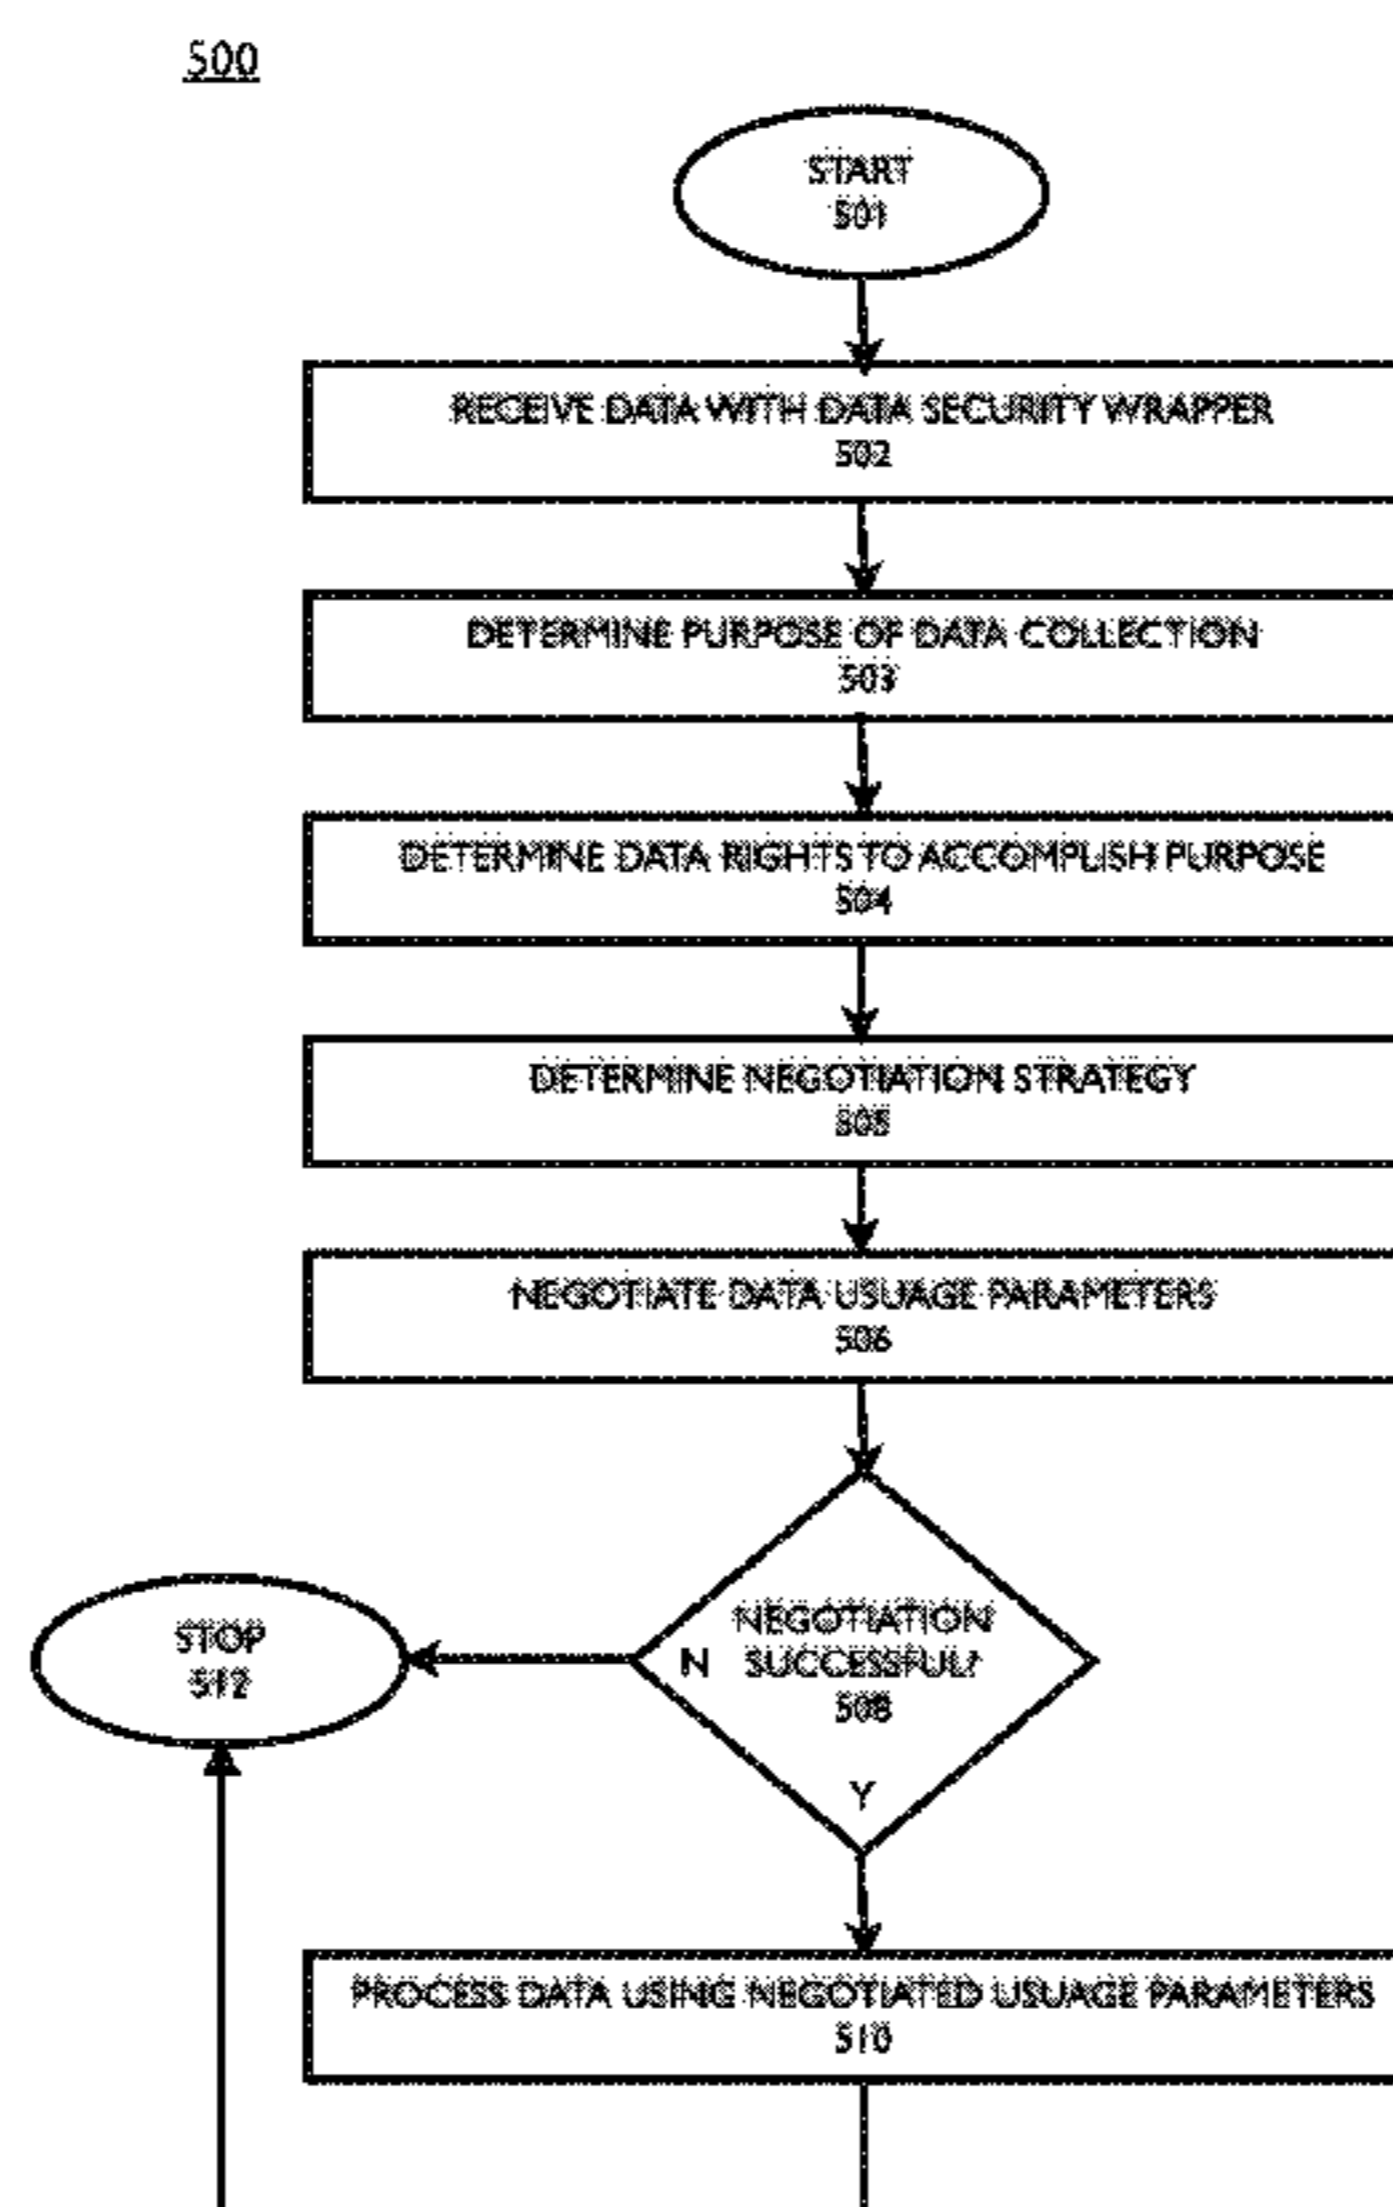 500
START
501
RECEIVE DATA WITH DATA SECURITY WRAPPER
502
DETERMINE PURPOSE OF DATA COLLECTION
503
DETERMINE DATA RIGHTS TO ACCOMPLISH PURPOSE
504
DETERMINE NEGOTIATION STRATEGY
505
NEGOTIATE DATA USUAGE PARAMETERS
506
NEGOTIATION
N SUCCESSFUL?
508
Y
STOP
512
PROCESS DATA USING NEGOTIATED USUAGE PARAMETERS
510